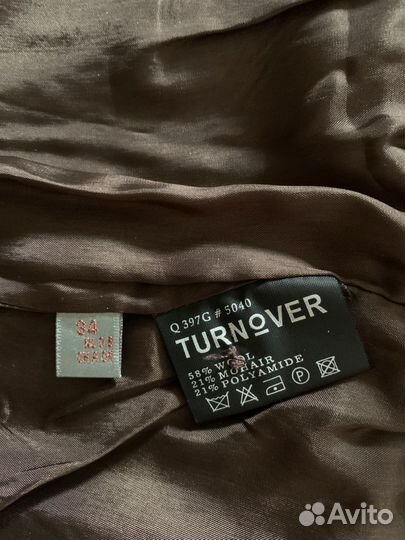 34
Q 397G # 5040
TURNOVER
58% WOOL
21% MOHAIR
21% POLYAMIDE
P
Avito